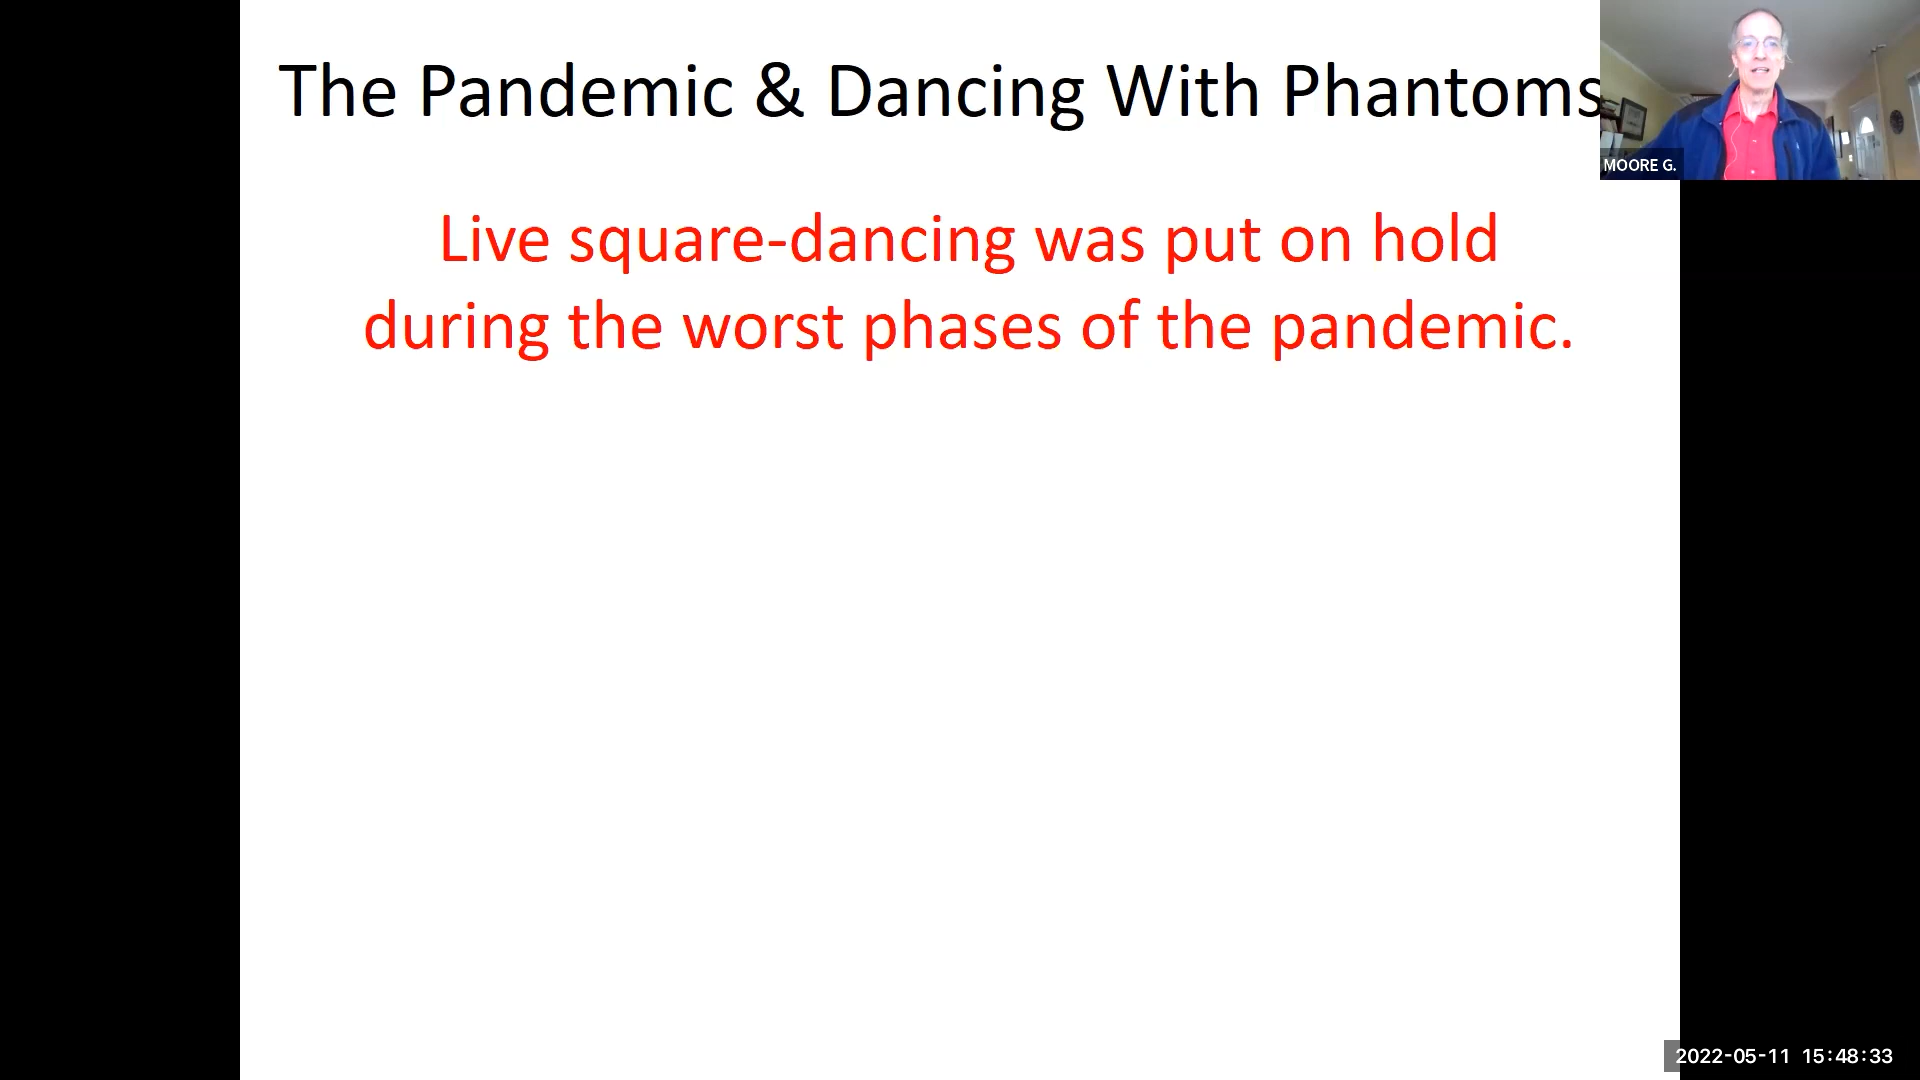 The Pandemic & Dancing With Phantoms
MOORE G.
Live square-dancing was put on hold
during the worst phases of the pandemic.
2022-05-11 15:48:33